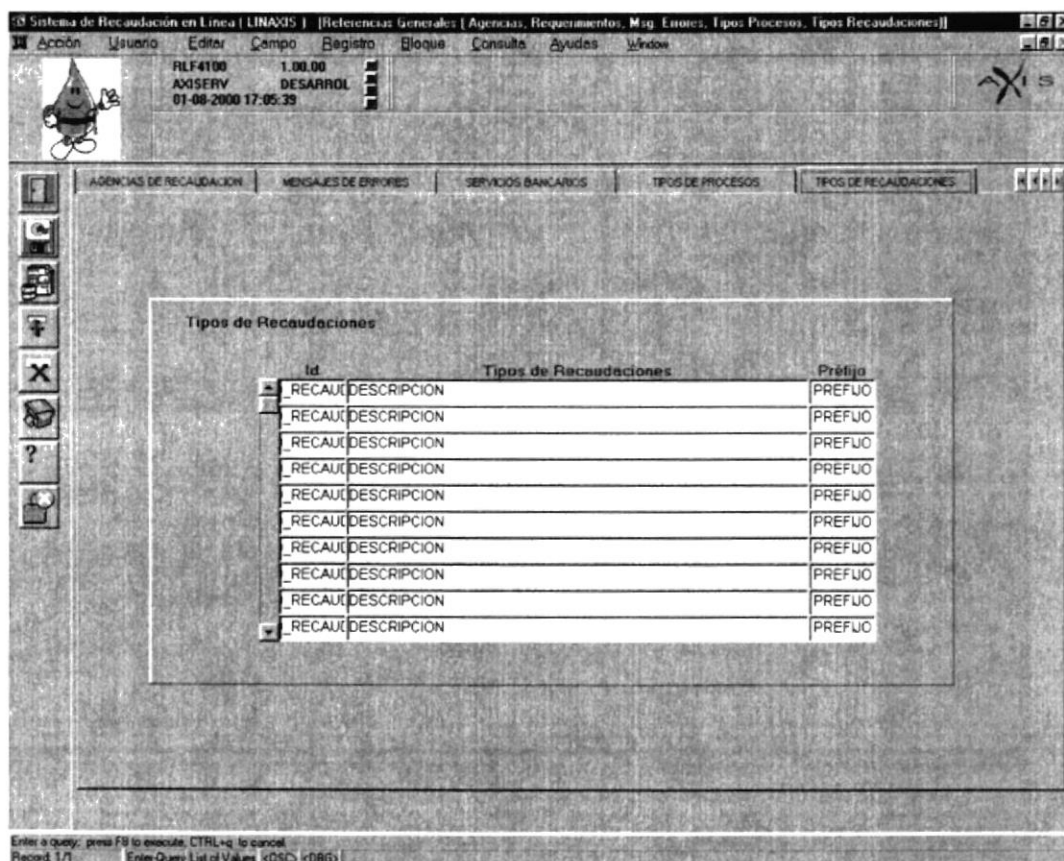 Sistema de Recaudación en Linea ( LINAXIS ) [Referencias Generales ( Agencias, Requerimientos, Msg. Errores, Tipos Procesos, Tipos Recaudaciones)]
Acción Usuario Editar Campo Registro Bloque Consulta Ayudas Window
RLF4100 1.00.00
AXISERV DESARROL
01-08-2000 17:05:39
AXIS
AGENCIAS DE RECAUDACION MENSAJES DE ERRORES SERVICIOS BANCARIOS TIPOS DE PROCESOS TIPOS DE RECAUDACIONES
Tipos de Recaudaciones
Id Tipos de Recaudaciones Prefijo
_RECAUD DESCRIPCION PREFIJO
_RECAUD DESCRIPCION PREFIJO
_RECAUD DESCRIPCION PREFIJO
_RECAUD DESCRIPCION PREFIJO
_RECAUD DESCRIPCION PREFIJO
_RECAUD DESCRIPCION PREFIJO
_RECAUD DESCRIPCION PREFIJO
_RECAUD DESCRIPCION PREFIJO
_RECAUD DESCRIPCION PREFIJO
_RECAUD DESCRIPCION PREFIJO
?
Enter a query; press F8 to execute, CTRL+q to cancel.
Record: 1/1 Enter-Query List of Values <OSC> <DBG>